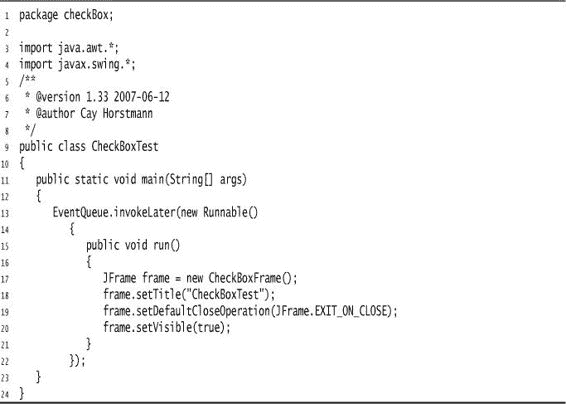 1 package checkBox;
2
3 import java.awt.*;
4 import javax.swing.*;
5 /**
6  * @version 1.33 2007-06-12
7  * @author Cay Horstmann
8  */
9 public class CheckBoxTest
10 {
11    public static void main(String[] args)
12    {
13       EventQueue.invokeLater(new Runnable()
14          {
15             public void run()
16             {
17                JFrame frame = new CheckBoxFrame();
18                frame.setTitle("CheckBoxTest");
19                frame.setDefaultCloseOperation(JFrame.EXIT_ON_CLOSE);
20                frame.setVisible(true);
21             }
22          });
23    }
24 }